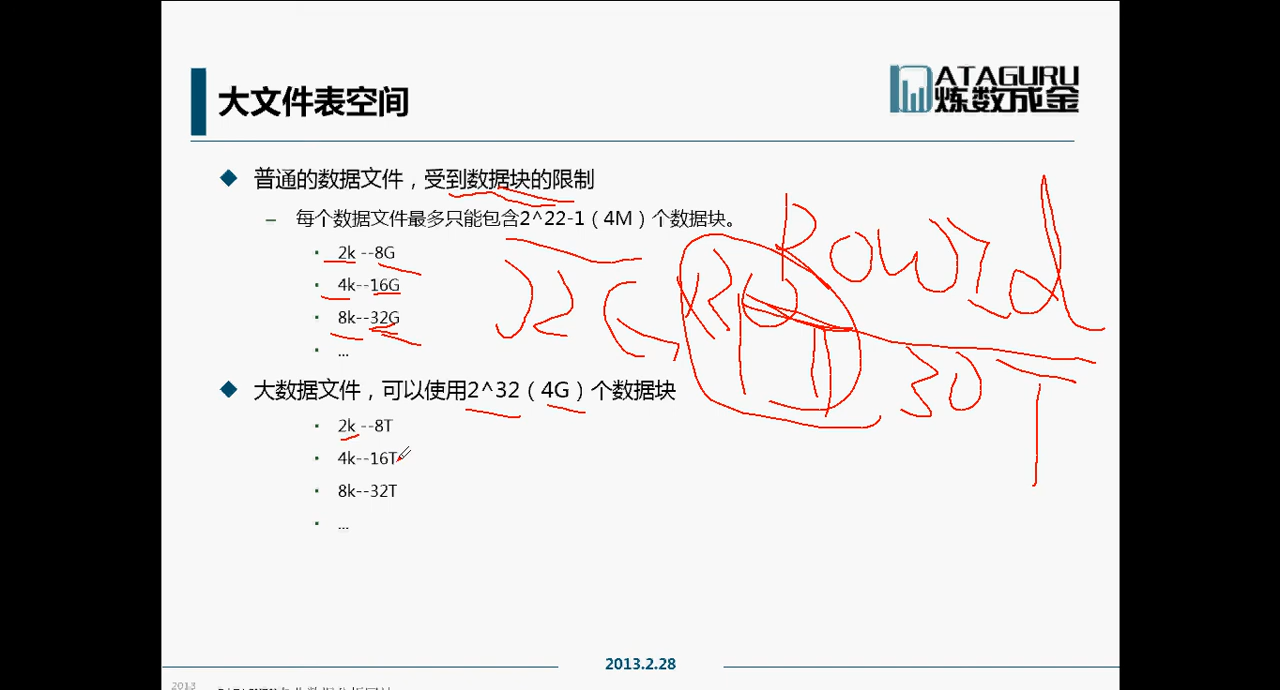 大文件表空间
ATAGURU
炼数成金
普通的数据文件，受到数据块的限制
– 每个数据文件最多只能包含2^22-1（4M）个数据块。
2k --8G
4k--16G
8k--32G
...
32G
Rowid
30T
大数据文件，可以使用2^32（4G）个数据块
2k --8T
4k--16T
8k--32T
...
2013.2.28
2013